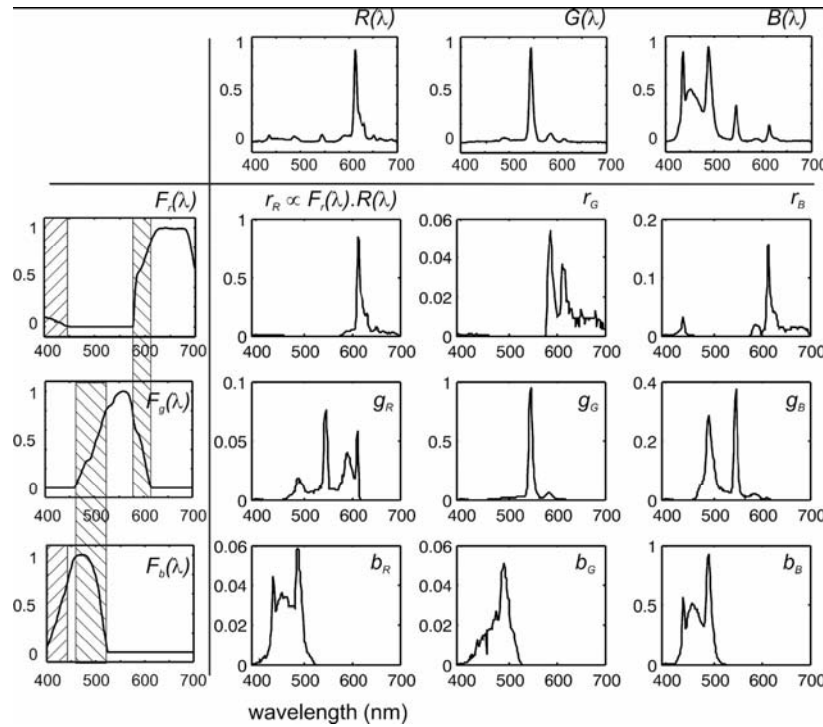 R(λ) G(λ) B(λ)
1 1 1
0.5 0.5 0.5
0 0 0
400 500 600 700 400 500 600 700 400 500 600 700
F_r(λ) r_R ∝ F_r(λ).R(λ) r_G r_B
1 1 0.06 0.2
0.5 0.5 0.04 0.1
0.02
0 0 0 0
400 500 600 700 400 500 600 700 400 500 600 700 400 500 600 700
1 F_g(λ) 0.1 g_R 1 g_G 0.4 g_B
0.5 0.05 0.5 0.2
0 0 0 0
400 500 600 700 400 500 600 700 400 500 600 700 400 500 600 700
1 F_b(λ) 0.06 b_R 0.06 b_G 1 b_B
0.5 0.04 0.04 0.5
0.02 0.02
0 0 0 0
400 500 600 700 400 500 600 700 400 500 600 700 400 500 600 700
wavelength (nm)